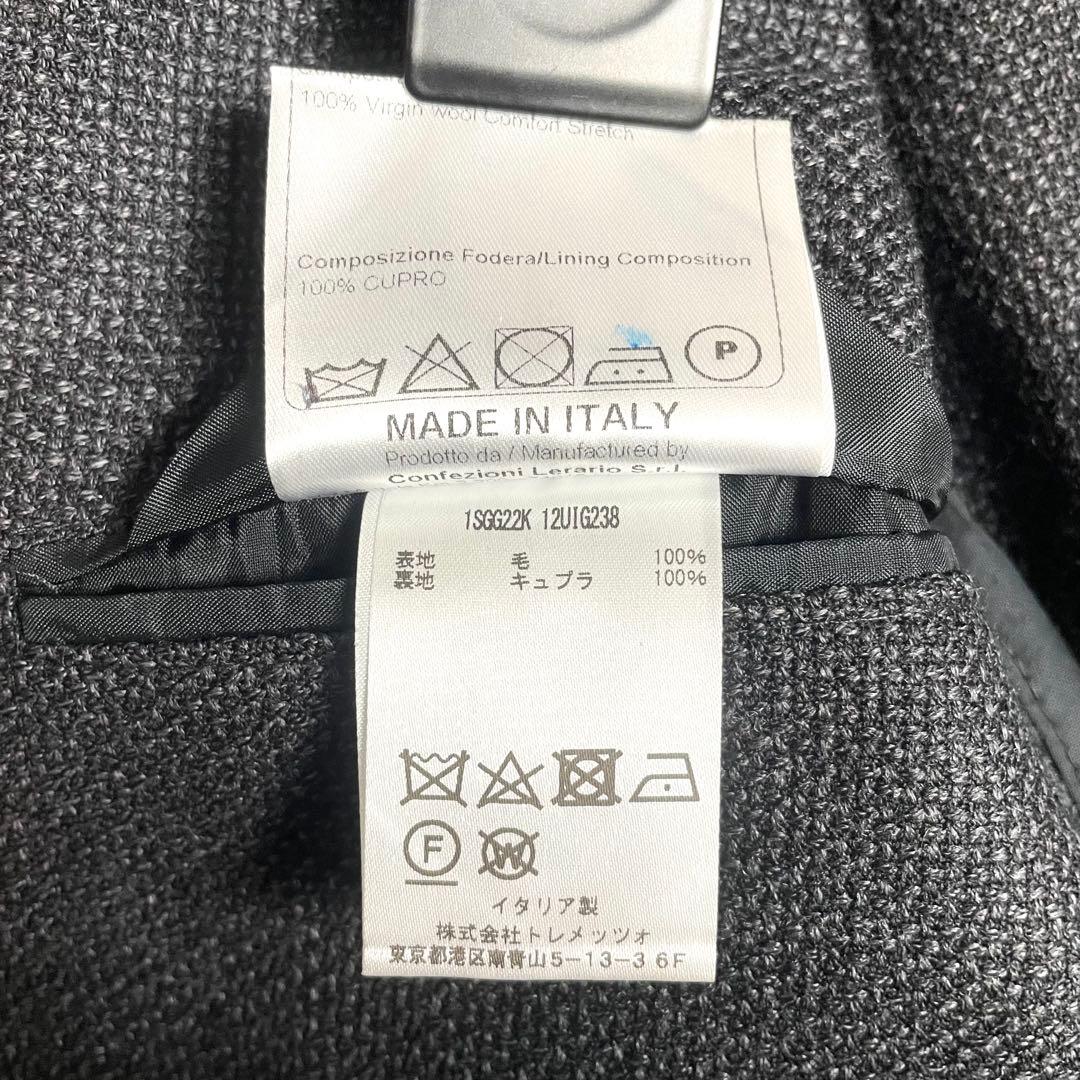 100% Virgin Wool Comfort Stretch
Composizione Fodera/Lining Composition
100% CUPRO
P
MADE IN ITALY
Prodotto da / Manufactured by
Confezioni Lerario S.r.l.
1SGG22K 12UIG238
表地 毛 100%
裏地 キュプラ 100%
F W
イタリア製
株式会社トレメッツォ
東京都港区南青山5-13-3 6F